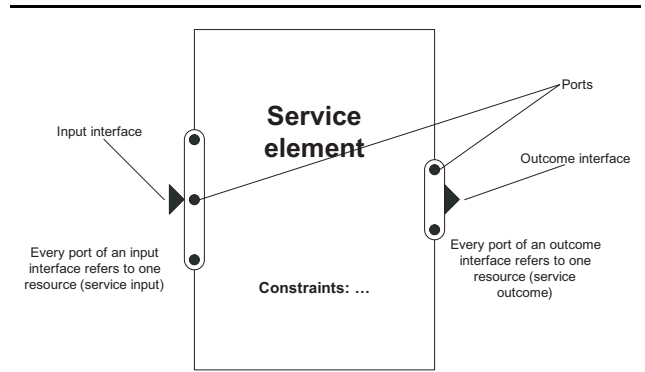 Ports
Service
element
Input interface
Outcome interface
Every port of an input
interface refers to one
resource (service input)
Every port of an outcome
interface refers to one
resource (service
outcome)
Constraints: ...